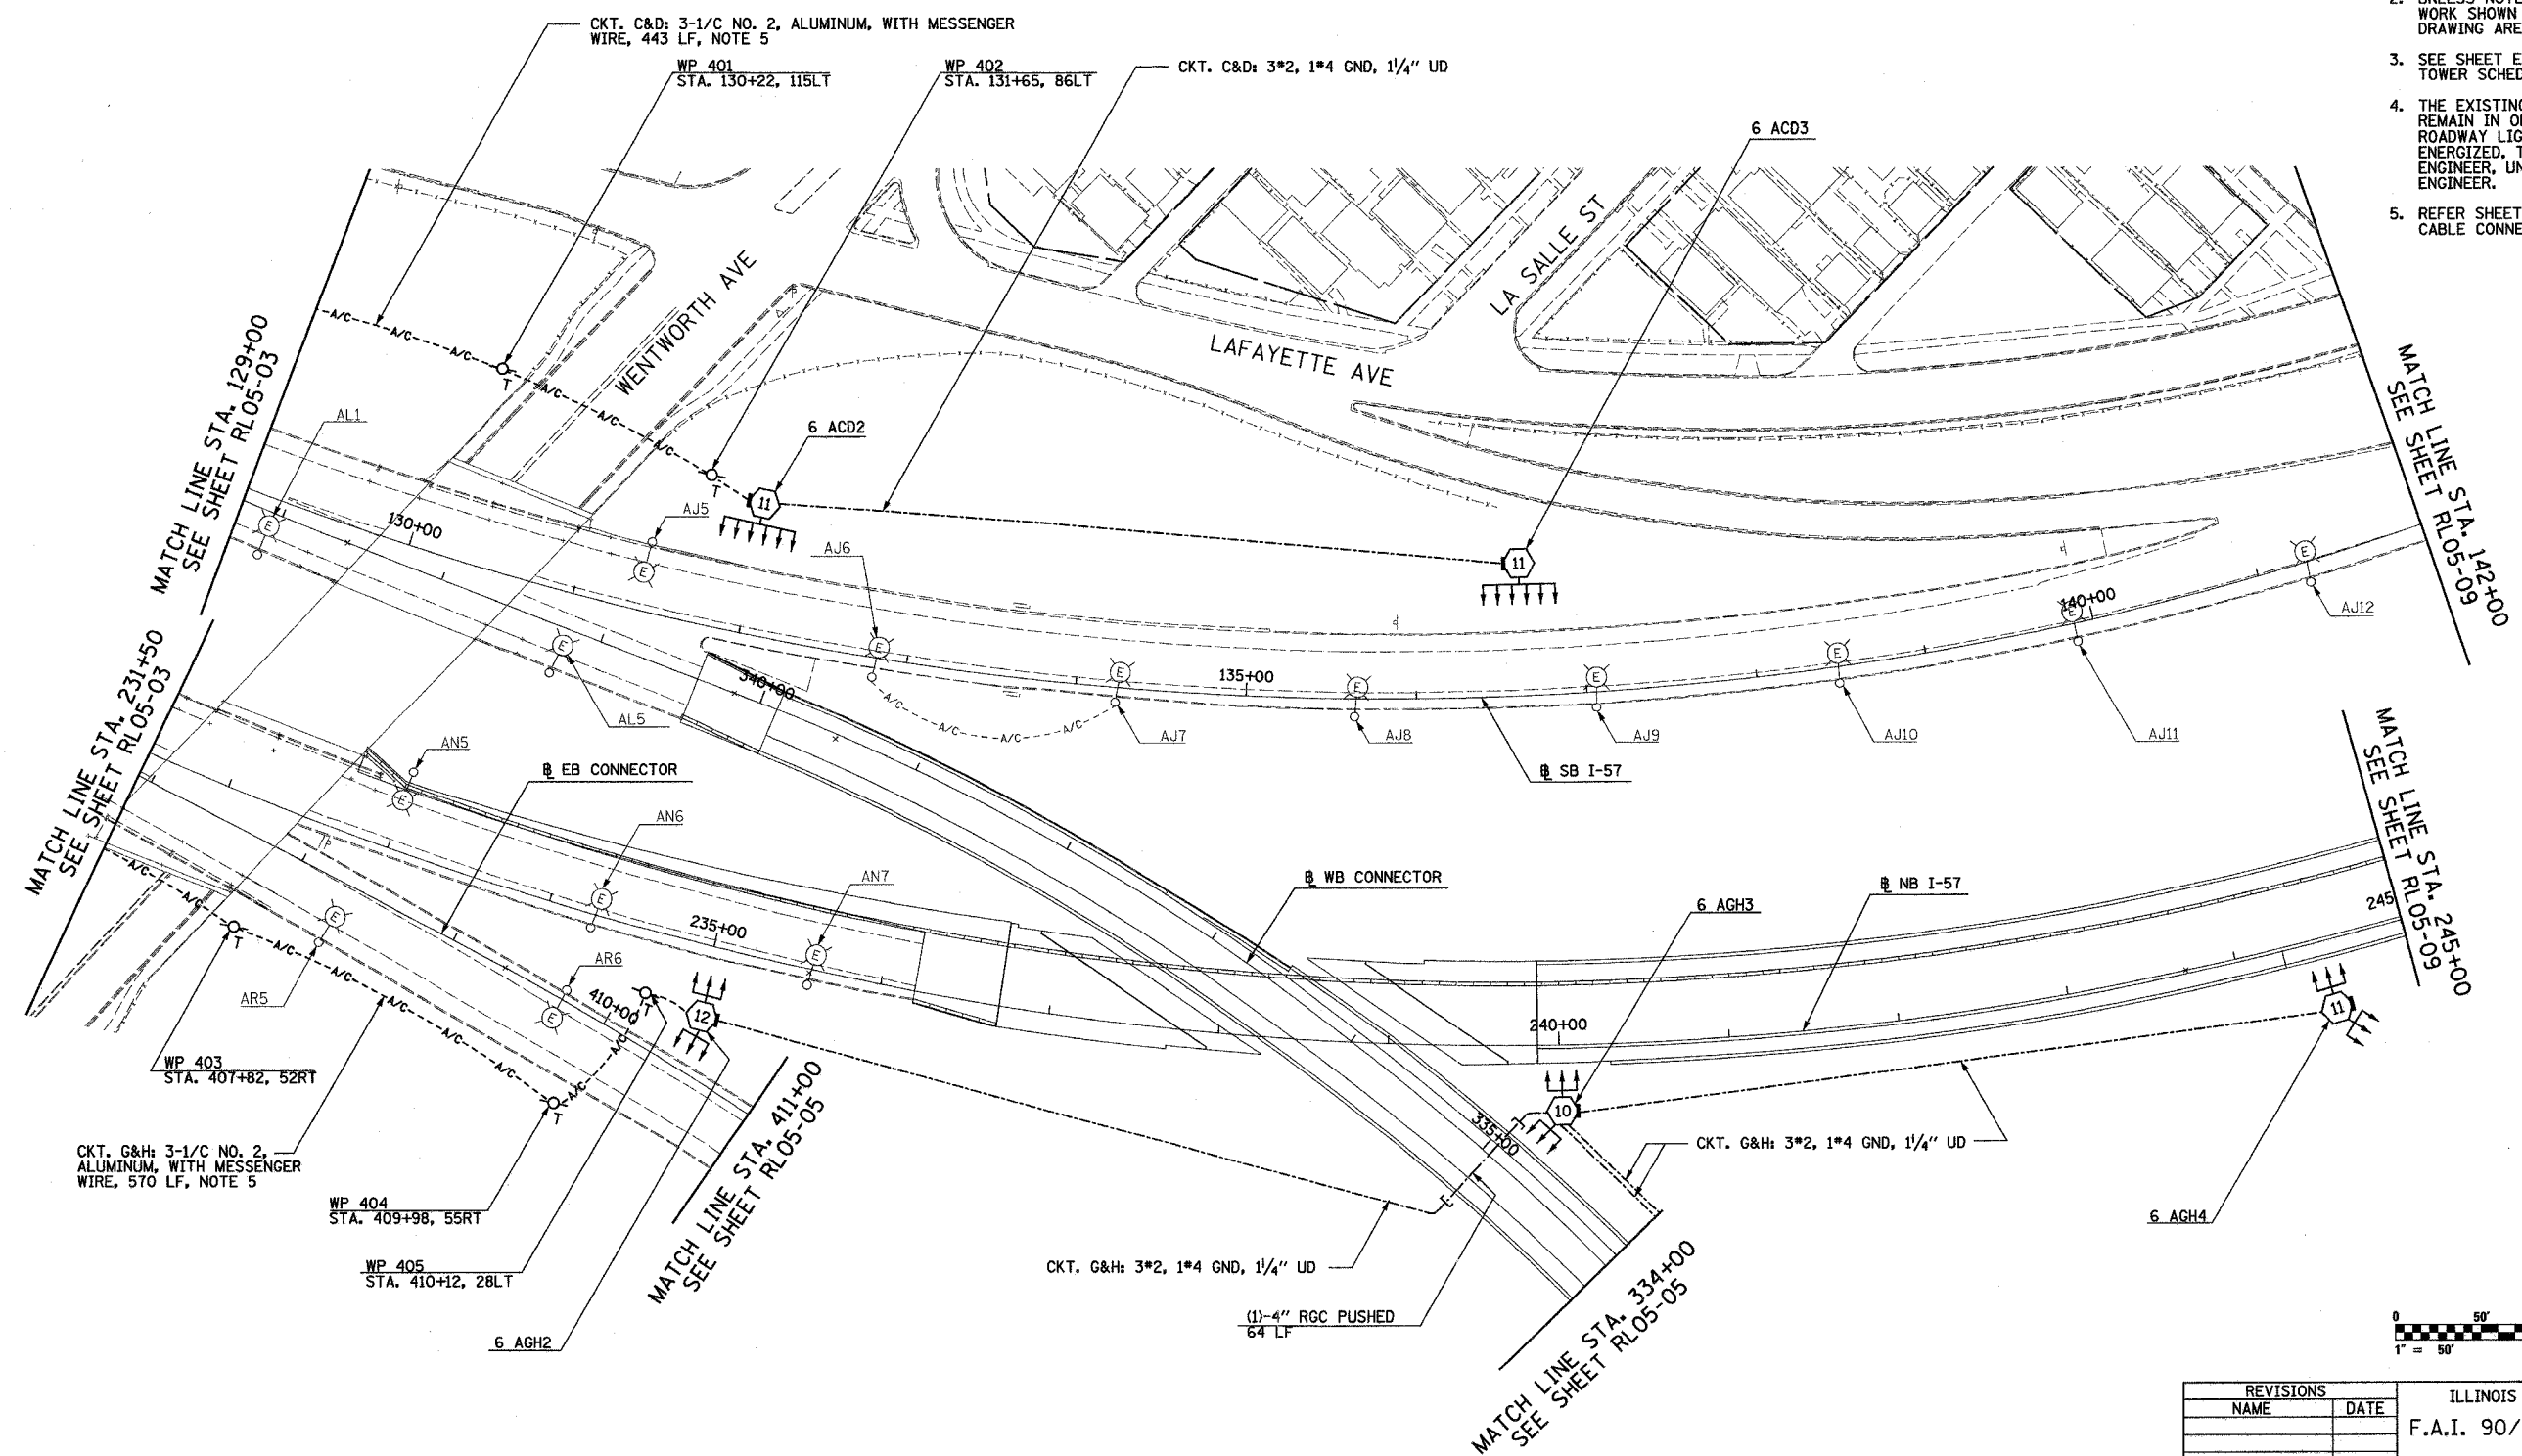 CKT. C&D: 3-1/C NO. 2, ALUMINUM, WITH MESSENGER
WIRE, 443 LF, NOTE 5
WP 401
STA. 130+22, 115LT
WP 402
STA. 131+65, 86LT
CKT. C&D: 3#2, 1#4 GND, 1 1/4" UD
6 ACD3
WORK SHOWN
DRAWING ARE
3. SEE SHEET E
TOWER SCHED
4. THE EXISTING
REMAIN IN O
ROADWAY LIG
ENERGIZED, T
ENGINEER, UN
ENGINEER.
5. REFER SHEET
CABLE CONNE
WENTWORTH AVE
LAFAYETTE AVE
LA SALLE ST
MATCH LINE STA. 129+00
SEE SHEET RL05-03
MATCH LINE STA. 142+00
SEE SHEET RL05-09
A/C A/C A/C
A/C A/C A/C
T
T
AL1
6 ACD2
11
130+00
AJ5
AJ6
11
E
E
E
E
E
E
E
E
E
E
140+00
AJ12
AJ11
AJ10
AJ9
AJ8
AJ7
135+00
340+00
AL5
A/C A/C A/C A/C
MATCH LINE STA. 231+50
SEE SHEET RL05-03
AN5
E
℄ EB CONNECTOR
℄ SB I-57
AN6
E
AN7
E
235+00
℄ WB CONNECTOR
℄ NB I-57
6 AGH3
MATCH LINE STA. 245+00
SEE SHEET RL05-09
245
A/C A/C
T
E
AR5
A/C A/C A/C A/C A/C
AR6
E
410+00
T
12
240+00
11
WP 403
STA. 407+82, 52RT
T
A/C A/C
10
335+00
CKT. G&H: 3#2, 1#4 GND, 1 1/4" UD
CKT. G&H: 3-1/C NO. 2,
ALUMINUM, WITH MESSENGER
WIRE, 570 LF, NOTE 5
WP 404
STA. 409+98, 55RT
MATCH LINE STA. 411+00
SEE SHEET RL05-05
6 AGH4
WP 405
STA. 410+12, 28LT
CKT. G&H: 3#2, 1#4 GND, 1 1/4" UD
(1)-4" RGC PUSHED
64 LF
6 AGH2
MATCH LINE STA. 334+00
SEE SHEET RL05-05
0 50'
1" = 50'
REVISIONS
NAME DATE
ILLINOIS
F.A.I. 90/